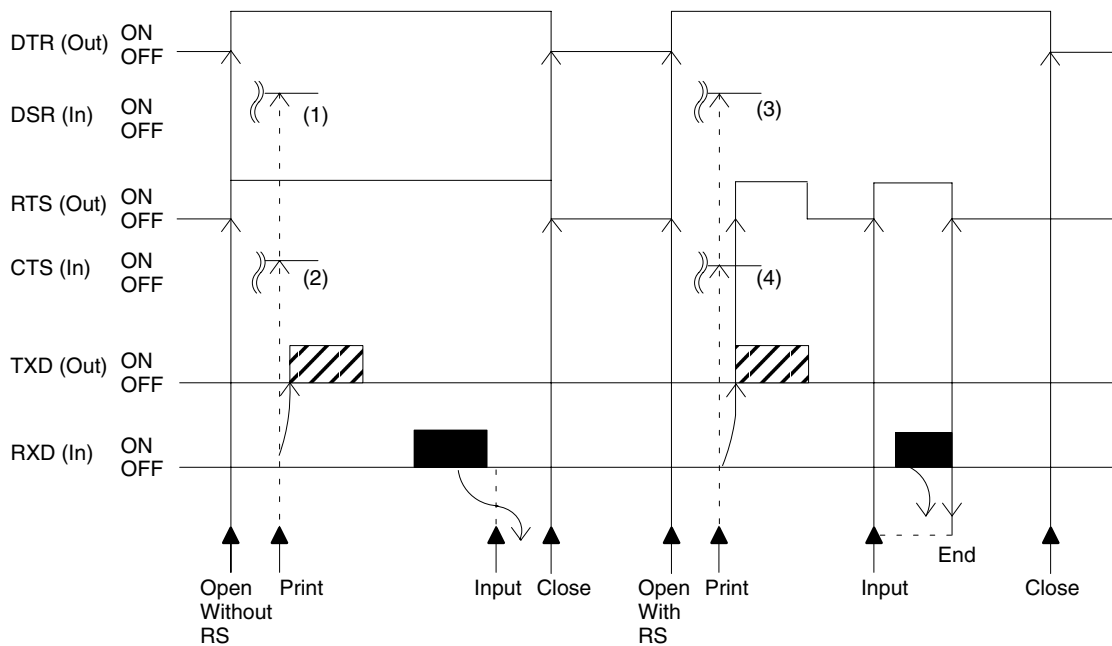 DTR (Out) ON
OFF
DSR (In) ON
OFF
(1) (3)
RTS (Out) ON
OFF
CTS (In) ON
OFF
(2) (4)
TXD (Out) ON
OFF
RXD (In) ON
OFF
End
Open Print Input Close Open Print Input Close
Without With
RS RS